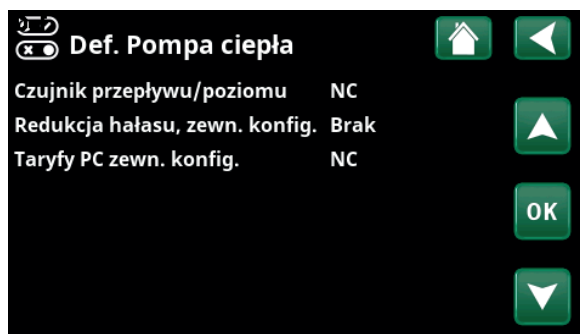 Def. Pompa ciepła
Czujnik przepływu/poziomu NC
Redukcja hałasu, zewn. konfig. Brak
Taryfy PC zewn. konfig. NC
OK